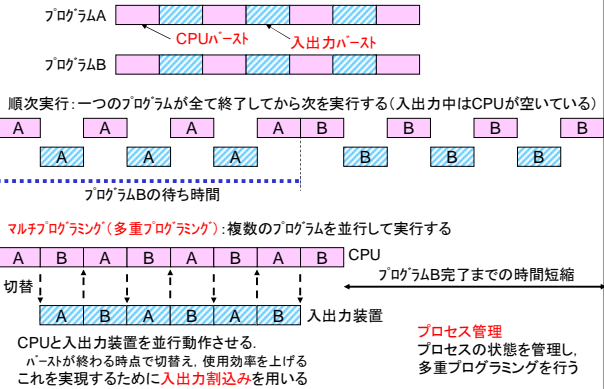 ﾌﾟﾛｸﾞﾗﾑA
CPUﾊﾞｰｽﾄ
入出力ﾊﾞｰｽﾄ
ﾌﾟﾛｸﾞﾗﾑB
順次実行：一つのﾌﾟﾛｸﾞﾗﾑが全て終了してから次を実行する(入出力中はCPUが空いている)
A A A A B B B B
A A A B B B
ﾌﾟﾛｸﾞﾗﾑBの待ち時間
ﾏﾙﾁﾌﾟﾛｸﾞﾗﾐﾝｸﾞ(多重ﾌﾟﾛｸﾞﾗﾐﾝｸﾞ)：複数のﾌﾟﾛｸﾞﾗﾑを並行して実行する
A B A B A B A B CPU
切替
ﾌﾟﾛｸﾞﾗﾑB完了までの時間短縮
A B A B A B 入出力装置
CPUと入出力装置を並行動作させる.
ﾊﾞｰｽﾄが終わる時点で切替え, 使用効率を上げる
これを実現するために入出力割込みを用いる
プロセス管理
プロセスの状態を管理し,
多重プログラミングを行う